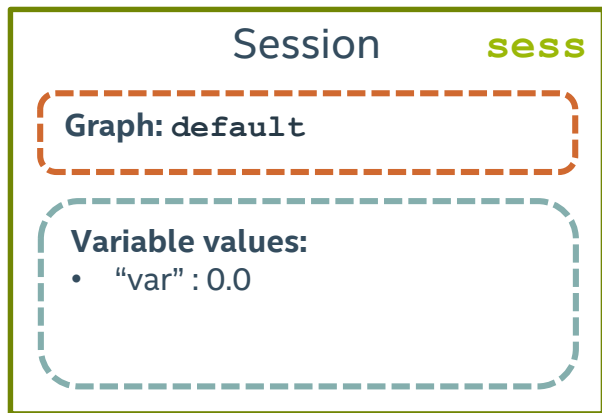 Session sess
Graph: default
Variable values:
• “var” : 0.0